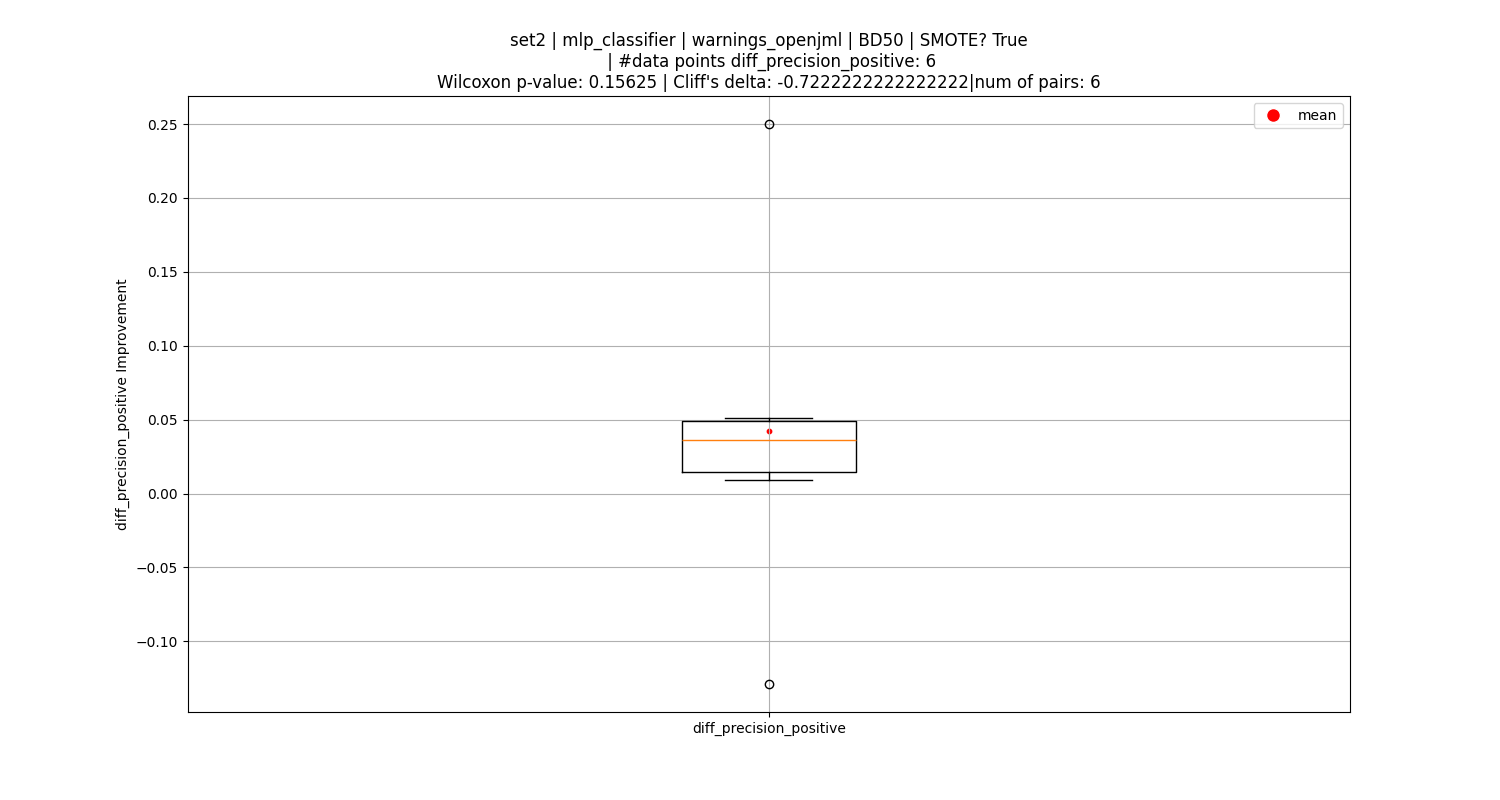 set2 | mlp_classifier | warnings_openjml | BD50 | SMOTE? True
| #data points diff_precision_positive: 6
Wilcoxon p-value: 0.15625 | Cliff's delta: -0.7222222222222222|num of pairs: 6
mean
0.25
0.20
0.15
0.10
0.05
0.00
−0.05
−0.10
diff_precision_positive Improvement
diff_precision_positive